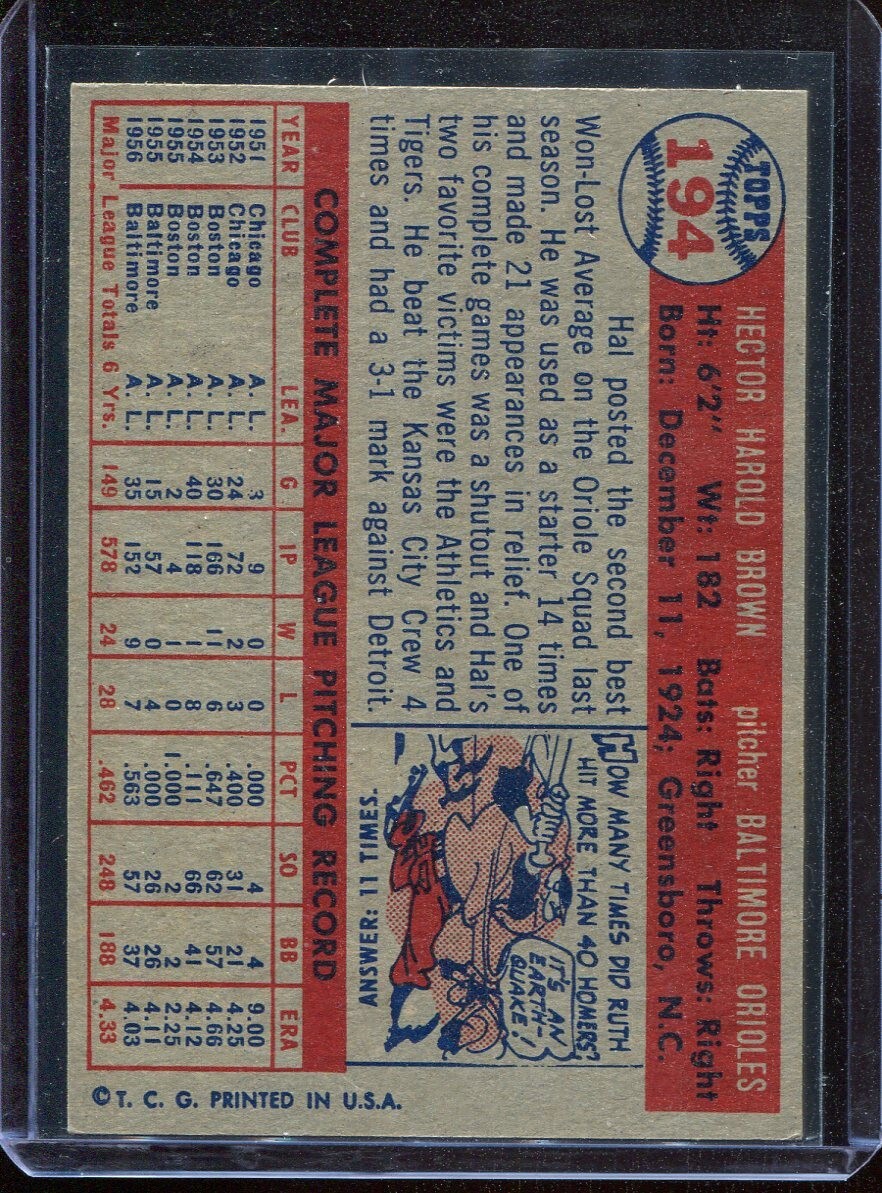 TOPPS
194
HECTOR HAROLD BROWN pitcher BALTIMORE ORIOLES
Ht: 6'2" Wt: 182 Bats: Right Throws: Right
Born: December 11, 1924; Greensboro, N.C.
Hal posted the second best
Won-Lost Average on the Oriole Squad last
season. He was used as a starter 14 times
and made 21 appearances in relief. One of
his complete games was a shutout and Hal's
two favorite victims were the Athletics and
Tigers. He beat the Kansas City Crew 4
times and had a 3-1 mark against Detroit.
HOW MANY TIMES DID RUTH
HIT MORE THAN 40 HOMERS?
IT'S AN
EARTH-
QUAKE!
ANSWER: 11 TIMES.
COMPLETE MAJOR LEAGUE PITCHING RECORD
YEAR CLUB LEA. G IP W L PCT SO BB ERA
1951 Chicago A. L. 3 9 0 0 .000 4 4 9.00
1952 Chicago A. L. 24 72 2 3 .400 31 21 4.25
1953 Boston A. L. 30 166 11 6 .647 62 57 4.66
1954 Boston A. L. 40 118 1 8 .111 66 41 4.12
1955 Boston A. L. 2 4 1 0 1.000 2 2 2.25
1955 Baltimore A. L. 15 57 0 4 .000 26 26 4.11
1956 Baltimore A. L. 35 152 9 7 .563 57 37 4.03
Major League Totals 6 Yrs. 149 578 24 28 .462 248 188 4.33
© T. C. G. PRINTED IN U.S.A.